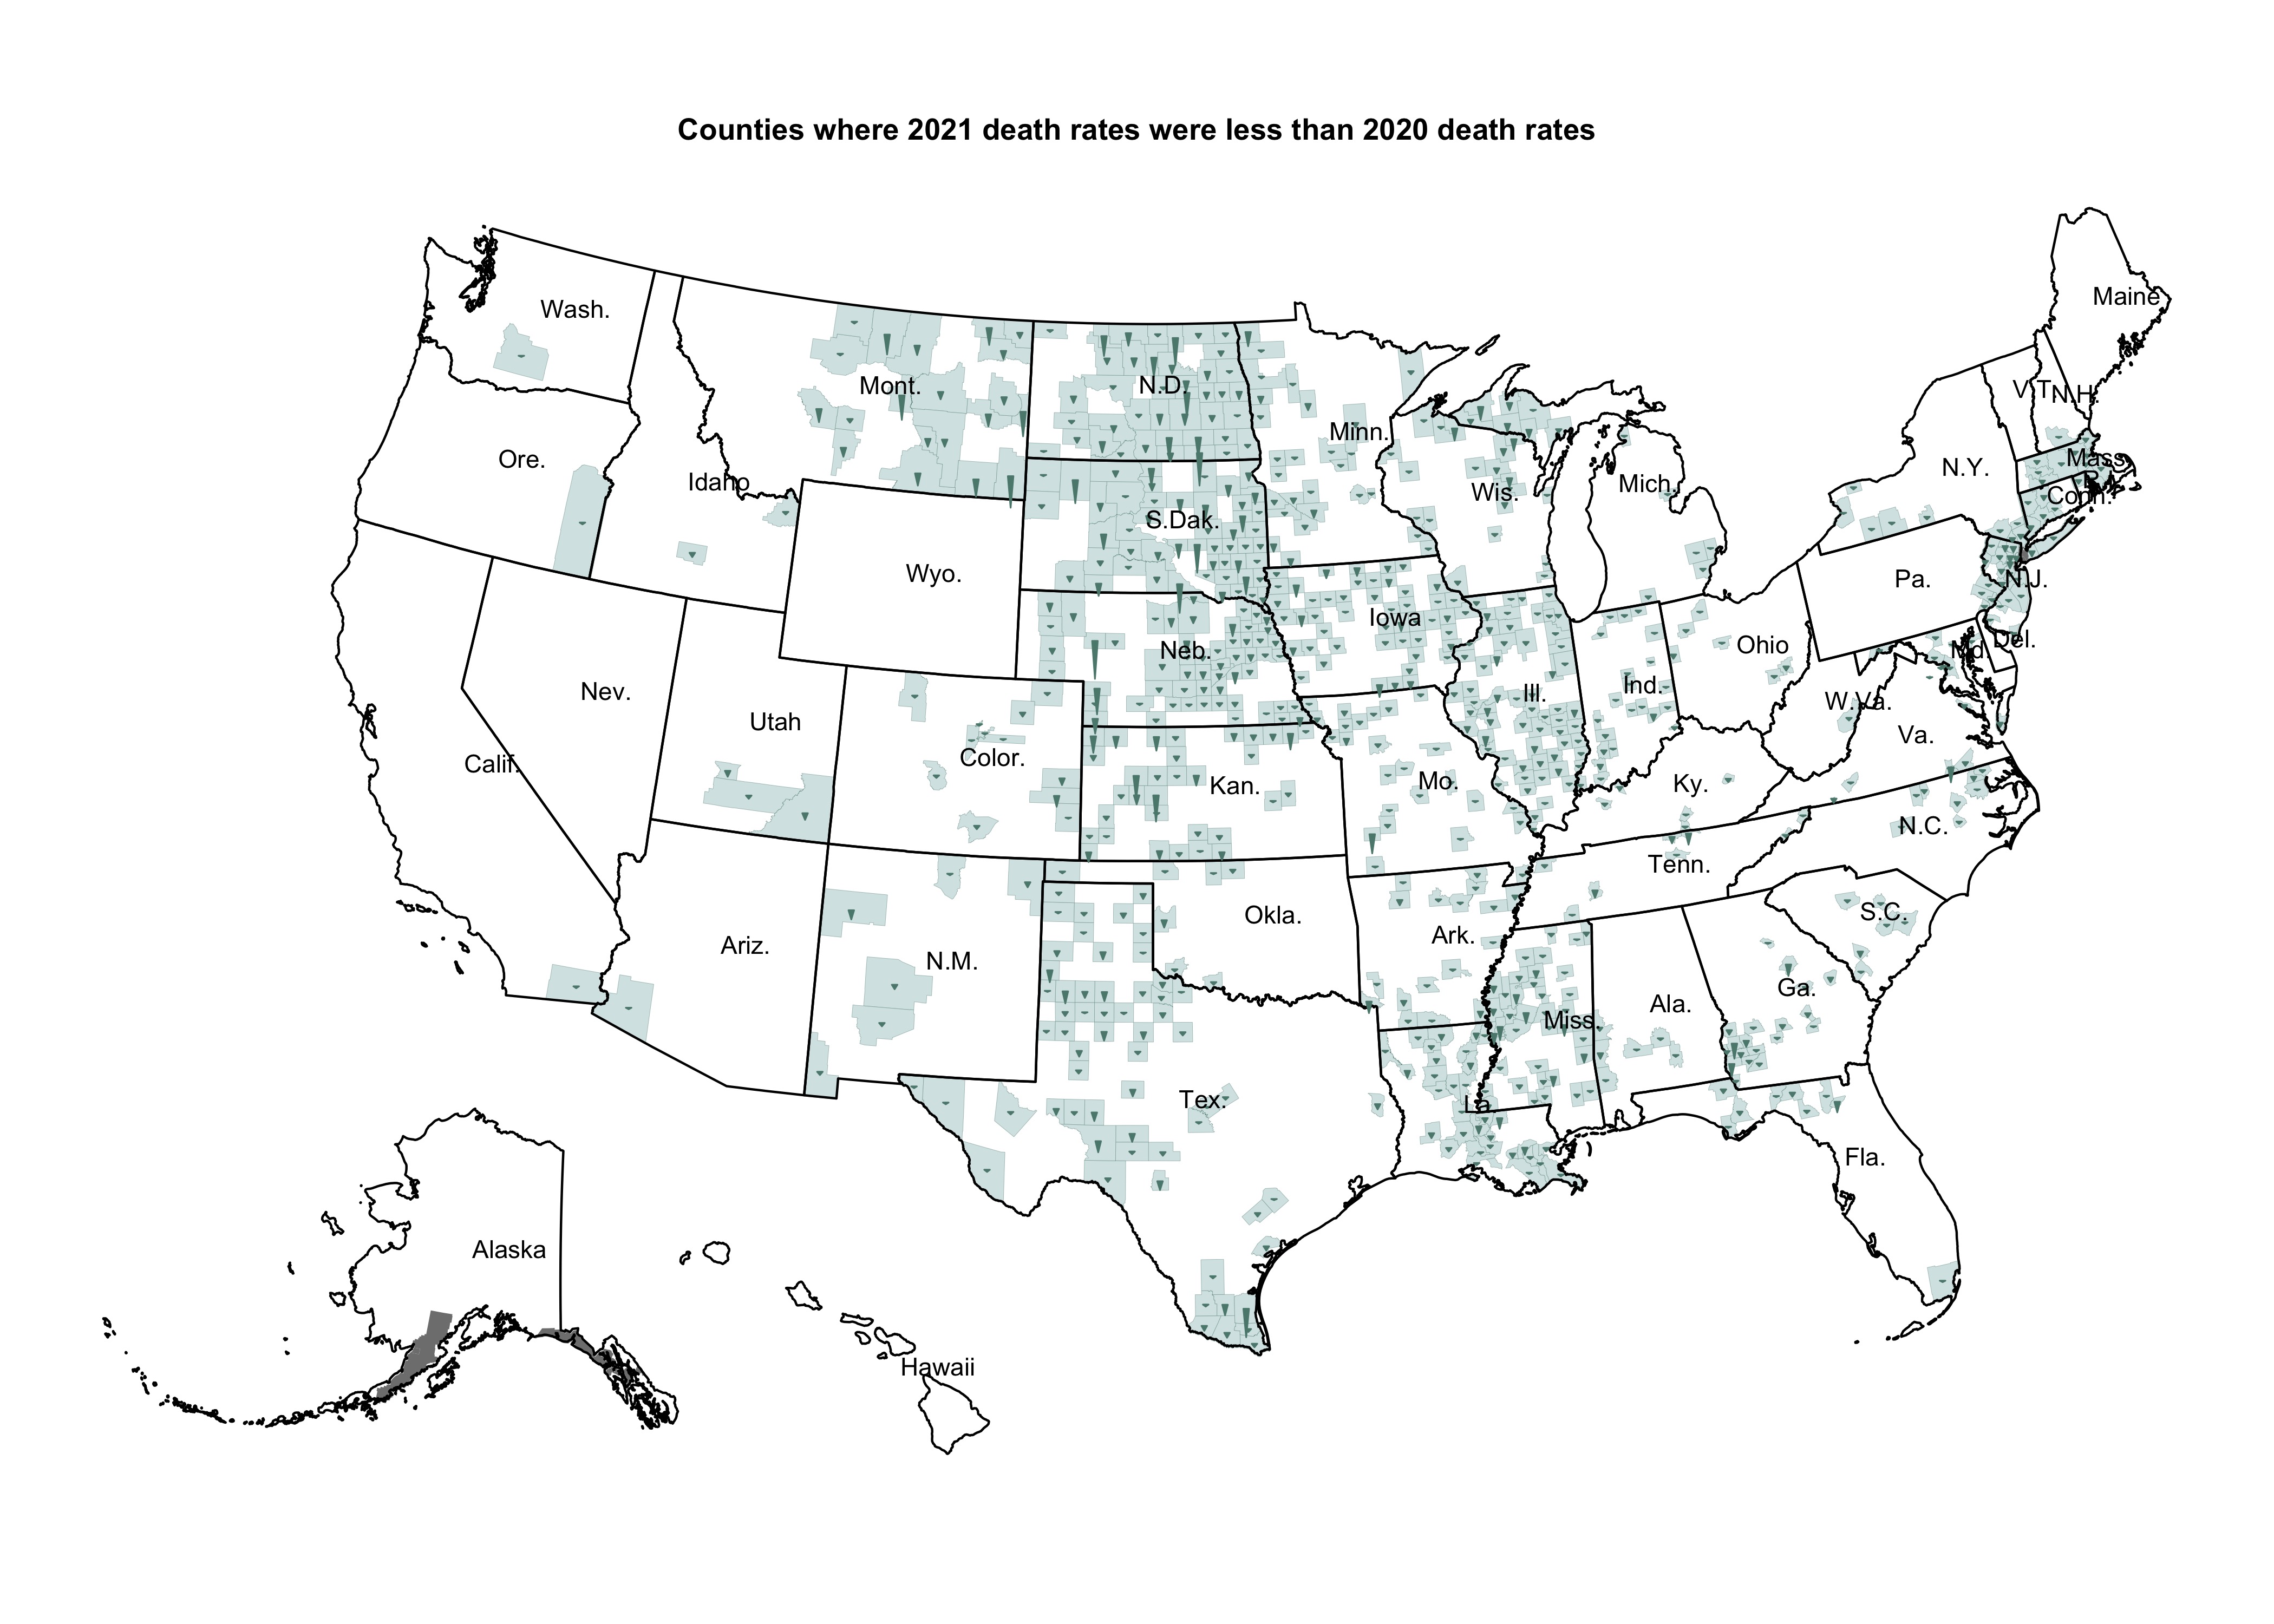 Counties where 2021 death rates were less than 2020 death rates
Maine
Wash.
Mont.
N.D.
V.T.
N.H.
Minn.
Ore.
Mass.
N.Y.
Idaho
Mich.
Wis.
R.I.
Conn.
S.Dak.
Wyo.
Pa.
N.J.
Iowa
Ohio
Del.
Md.
Neb.
Nev.
Ind.
Ill.
W.Va.
Utah
Va.
Color.
Calif.
Mo.
Ky.
Kan.
N.C.
Tenn.
S.C.
Okla.
Ark.
Ariz.
N.M.
Ga.
Ala.
Miss.
Tex.
La.
Fla.
Alaska
Hawaii